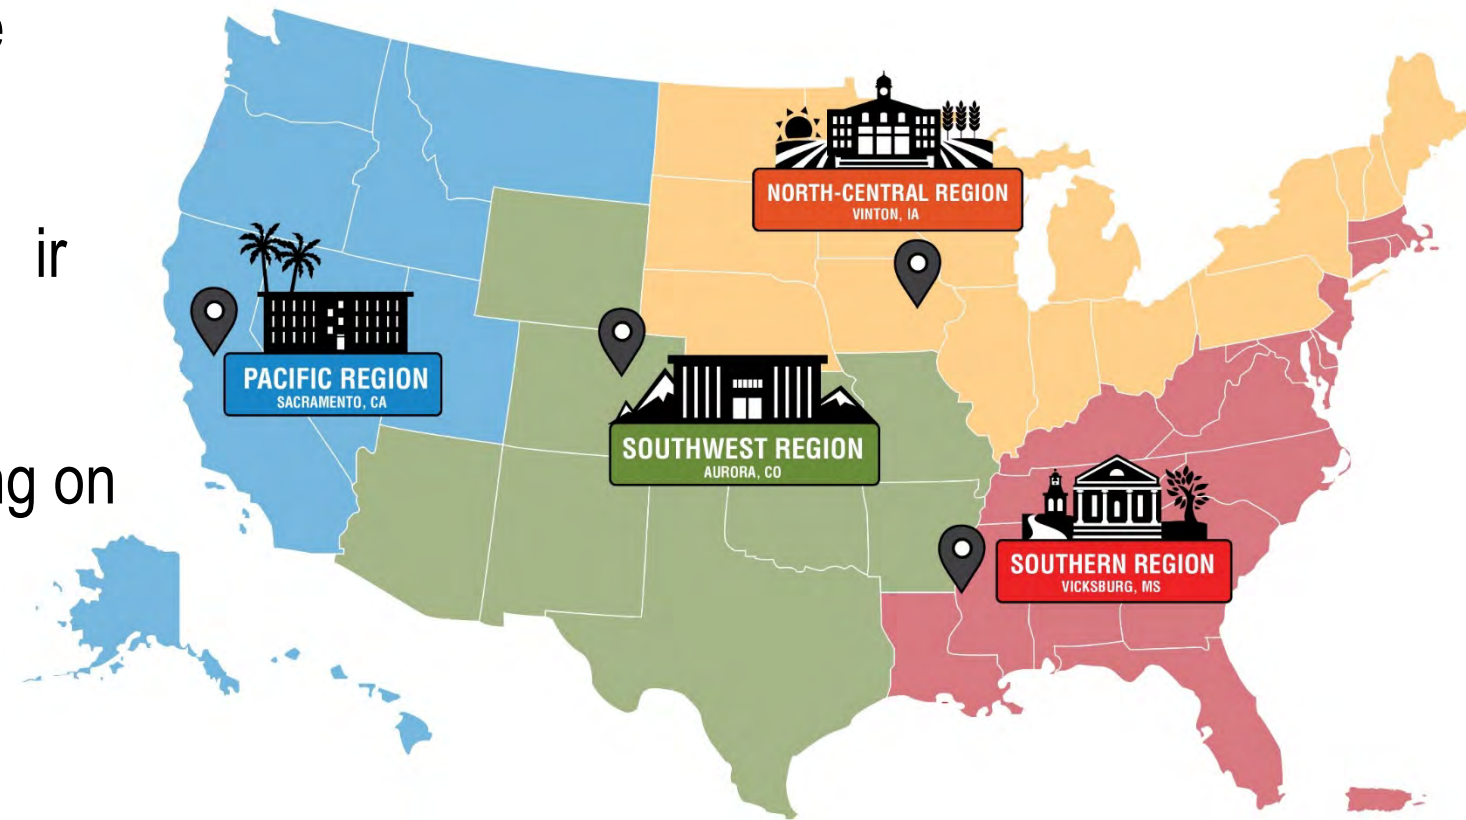 e
ir
ng on
NORTH-CENTRAL REGION
VINTON, IA
PACIFIC REGION
SACRAMENTO, CA
SOUTHWEST REGION
AURORA, CO
SOUTHERN REGION
VICKSBURG, MS